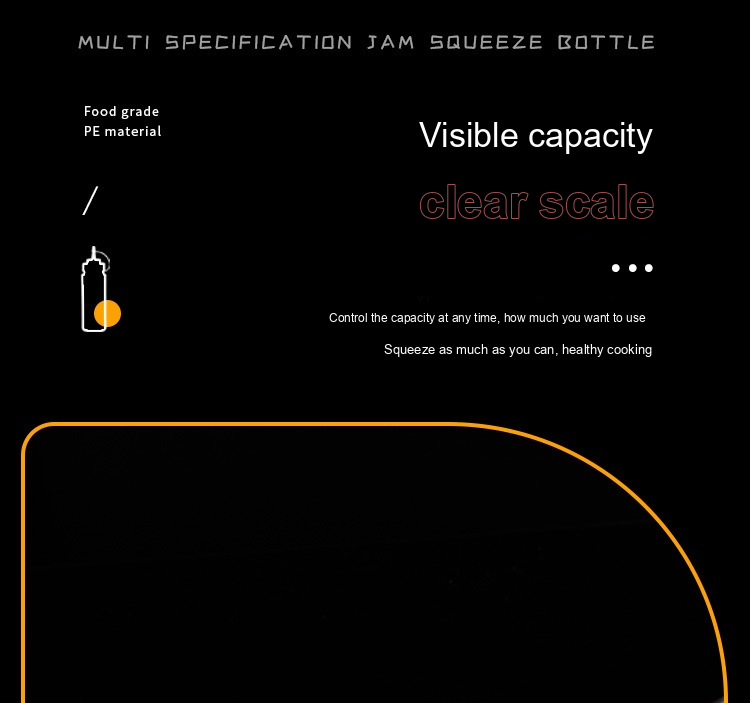 MULTI SPECIFICATION JAM SQUEEZE BOTTLE
Food grade
PE material
/
Visible capacity
clear scale
•••
Control the capacity at any time, how much you want to use
Squeeze as much as you can, healthy cooking